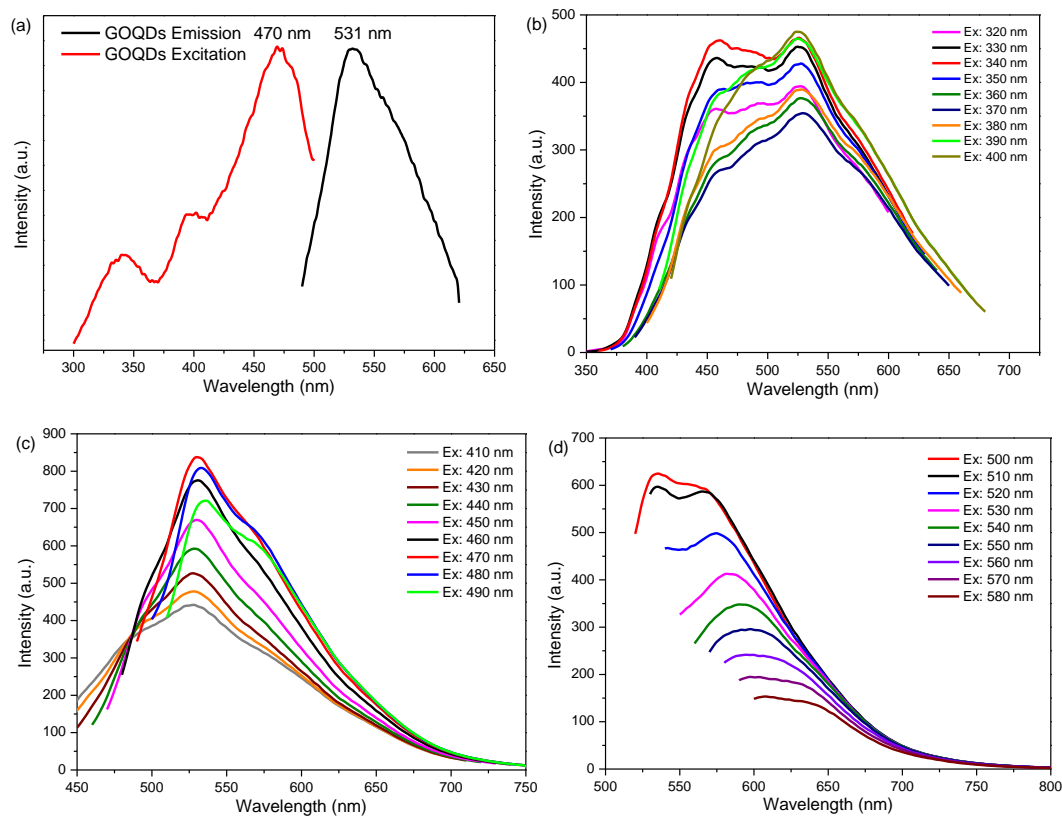 (a)
GOQDs Emission 470 nm 531 nm
GOQDs Excitation
Intensity (a.u.)
300 350 400 450 500 550 600 650
Wavelength (nm)
(b)
500
400
300
200
100
0
Intensity (a.u.)
Ex: 320 nm
Ex: 330 nm
Ex: 340 nm
Ex: 350 nm
Ex: 360 nm
Ex: 370 nm
Ex: 380 nm
Ex: 390 nm
Ex: 400 nm
350 400 450 500 550 600 650 700
Wavelength (nm)
(c)
900
800
700
600
500
400
300
200
100
0
Intensity (a.u.)
Ex: 410 nm
Ex: 420 nm
Ex: 430 nm
Ex: 440 nm
Ex: 450 nm
Ex: 460 nm
Ex: 470 nm
Ex: 480 nm
Ex: 490 nm
450 500 550 600 650 700 750
Wavelength (nm)
(d)
700
600
500
400
300
200
100
0
Intensity (a.u.)
Ex: 500 nm
Ex: 510 nm
Ex: 520 nm
Ex: 530 nm
Ex: 540 nm
Ex: 550 nm
Ex: 560 nm
Ex: 570 nm
Ex: 580 nm
500 550 600 650 700 750 800
Wavelength (nm)